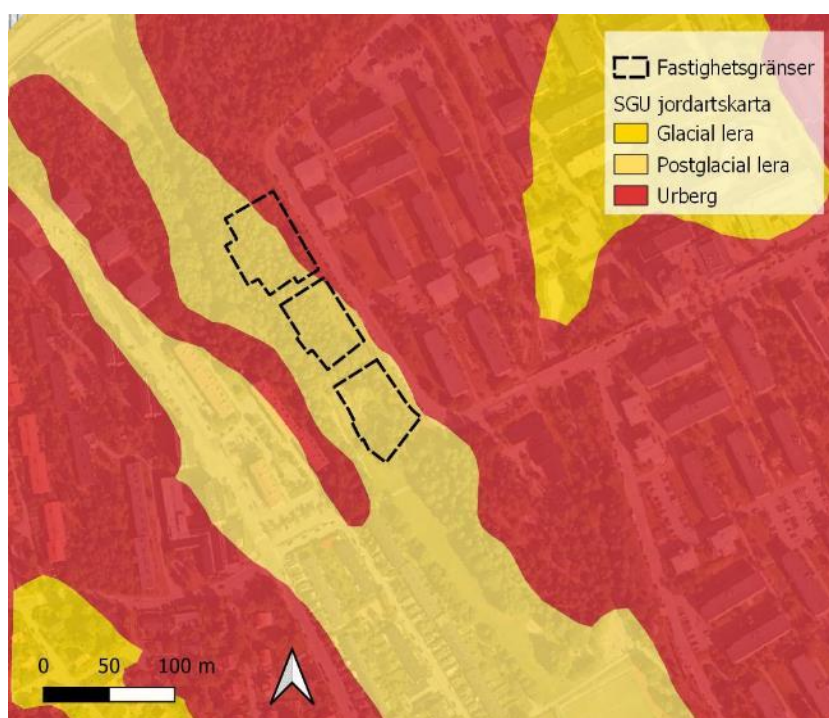 Fastighetsgränser
SGU jordartskarta
Glacial lera
Postglacial lera
Urberg
0 50 100 m